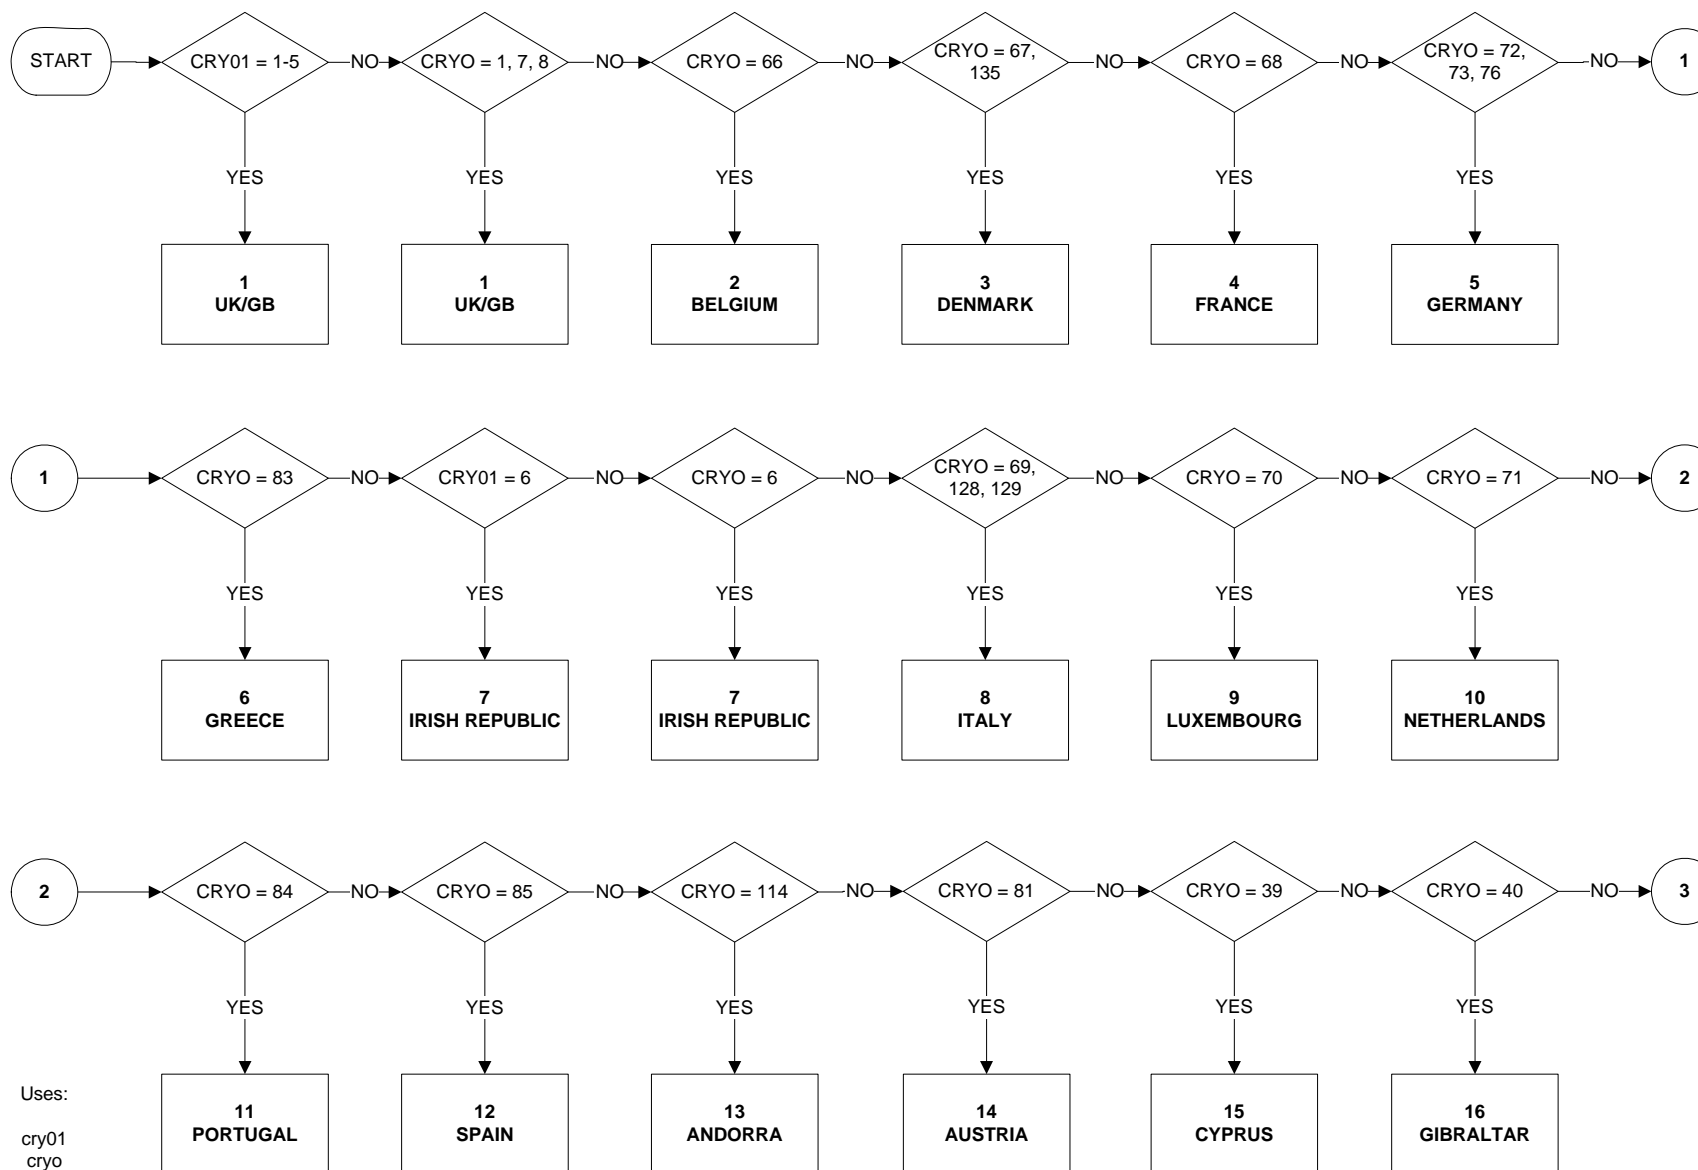 START
CRY01 = 1-5
NO
CRYO = 1, 7, 8
NO
CRYO = 66
NO
CRYO = 67,
135
NO
CRYO = 68
NO
CRYO = 72,
73, 76
NO
1
YES
YES
YES
YES
YES
YES
1
UK/GB
1
UK/GB
2
BELGIUM
3
DENMARK
4
FRANCE
5
GERMANY
1
CRYO = 83
NO
CRY01 = 6
NO
CRYO = 6
NO
CRYO = 69,
128, 129
NO
CRYO = 70
NO
CRYO = 71
NO
2
YES
YES
YES
YES
YES
YES
6
GREECE
7
IRISH REPUBLIC
7
IRISH REPUBLIC
8
ITALY
9
LUXEMBOURG
10
NETHERLANDS
2
CRYO = 84
NO
CRYO = 85
NO
CRYO = 114
NO
CRYO = 81
NO
CRYO = 39
NO
CRYO = 40
NO
3
YES
YES
YES
YES
YES
YES
11
PORTUGAL
12
SPAIN
13
ANDORRA
14
AUSTRIA
15
CYPRUS
16
GIBRALTAR
Uses:
cry01
cryo